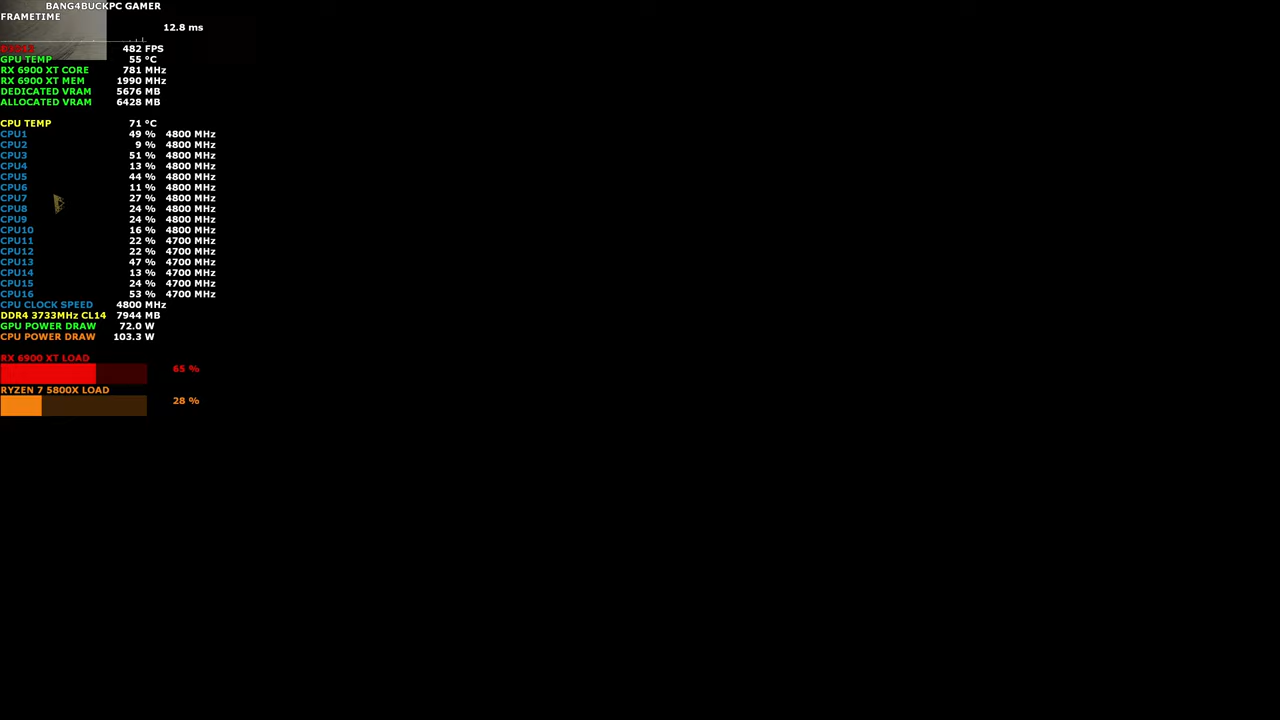 BANG4BUCKPC GAMER
FRAMETIME
12.8 ms
482 FPS
GPU TEMP 55 °C
RX 6900 XT CORE 781 MHz
RX 6900 XT MEM 1990 MHz
DEDICATED VRAM 5676 MB
ALLOCATED VRAM 6428 MB
CPU TEMP 71 °C
CPU1 49 % 4800 MHz
CPU2 9 % 4800 MHz
CPU3 51 % 4800 MHz
CPU4 13 % 4800 MHz
CPU5 44 % 4800 MHz
CPU6 11 % 4800 MHz
CPU7 27 % 4800 MHz
CPU8 24 % 4800 MHz
CPU9 24 % 4800 MHz
CPU10 16 % 4800 MHz
CPU11 22 % 4700 MHz
CPU12 22 % 4700 MHz
CPU13 47 % 4700 MHz
CPU14 13 % 4700 MHz
CPU15 24 % 4700 MHz
CPU16 53 % 4700 MHz
CPU CLOCK SPEED 4800 MHz
DDR4 3733MHz CL14 7944 MB
GPU POWER DRAW 72.0 W
CPU POWER DRAW 103.3 W
RX 6900 XT LOAD
65 %
RYZEN 7 5800X LOAD
28 %